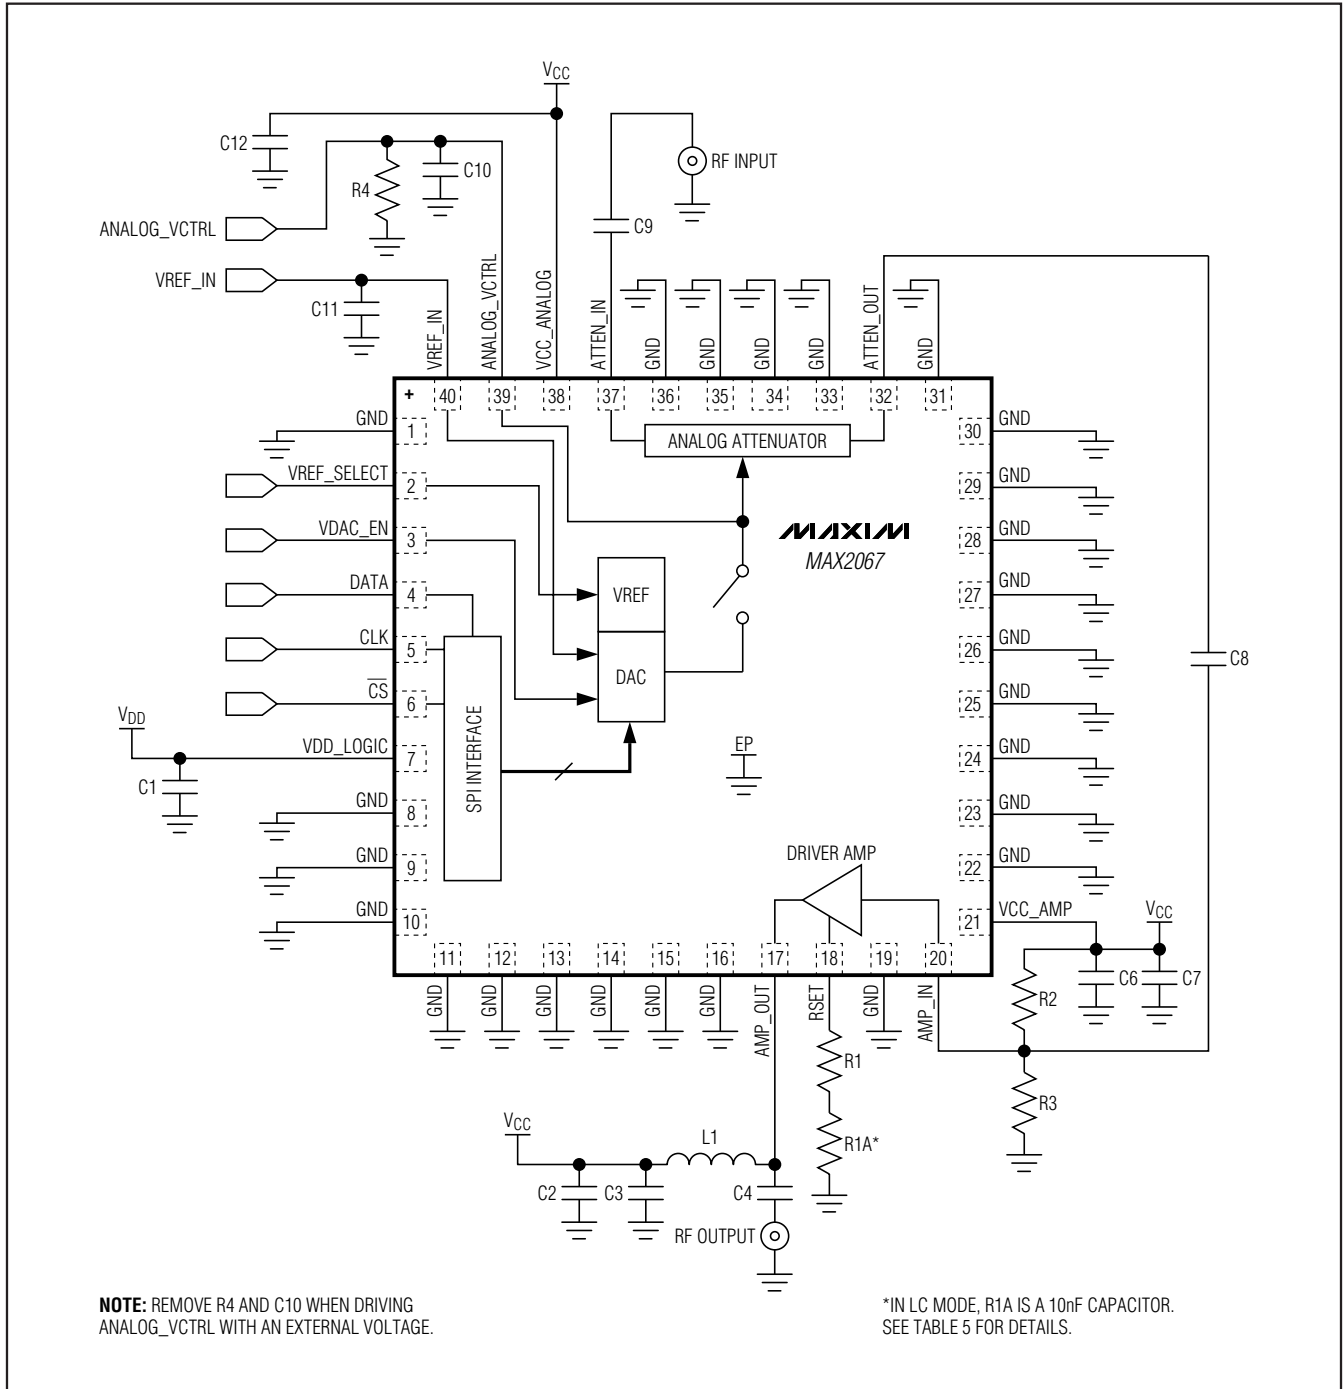 VCC
C12
C10
R4
RF INPUT
C9
ANALOG_VCTRL
VREF_IN
C11
VREF_IN
ANALOG_VCTRL
VCC_ANALOG
ATTEN_IN
GND
GND
GND
GND
ATTEN_OUT
GND
+
40
39
38
37
36
35
34
33
32
31
GND
1
ANALOG ATTENUATOR
30
GND
VREF_SELECT
2
29
GND
VDAC_EN
3
MAXIM
MAX2067
28
GND
DATA
4
VREF
27
GND
CLK
5
26
GND
C8
CS
6
DAC
25
GND
VDD
VDD_LOGIC
7
SPI INTERFACE
EP
24
GND
C1
GND
8
23
GND
GND
9
DRIVER AMP
22
GND
GND
10
21
VCC_AMP
VCC
11
12
13
14
15
16
17
18
19
20
C6
C7
R2
GND
GND
GND
GND
GND
GND
AMP_OUT
RSET
GND
AMP_IN
R1
R3
VCC
L1
R1A*
C2
C3
C4
RF OUTPUT
NOTE: REMOVE R4 AND C10 WHEN DRIVING
ANALOG_VCTRL WITH AN EXTERNAL VOLTAGE.
*IN LC MODE, R1A IS A 10nF CAPACITOR.
SEE TABLE 5 FOR DETAILS.